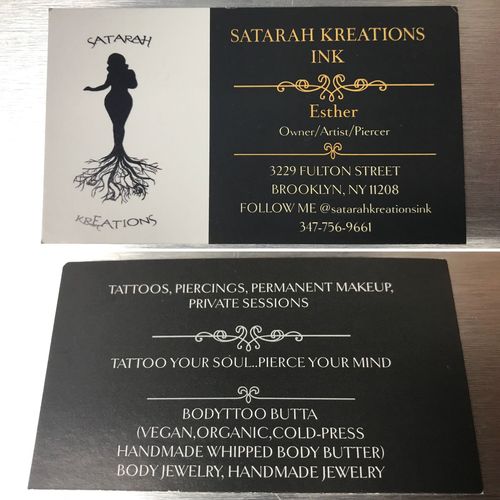 SATARAH
KREATIONS
SATARAH KREATIONS
INK
Esther
Owner/Artist/Piercer
3229 FULTON STREET
BROOKLYN, NY 11208
FOLLOW ME @satarahkreationsink
347-756-9661
TATTOOS, PIERCINGS, PERMANENT MAKEUP,
PRIVATE SESSIONS
TATTOO YOUR SOUL..PIERCE YOUR MIND
BODYTTOO BUTTA
(VEGAN,ORGANIC,COLD-PRESS
HANDMADE WHIPPED BODY BUTTER)
BODY JEWELRY, HANDMADE JEWELRY